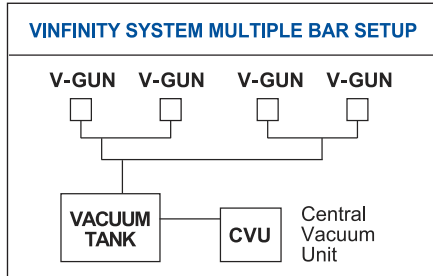 VINFINITY SYSTEM MULTIPLE BAR SETUP
V-GUN V-GUN V-GUN V-GUN
VACUUM
TANK
CVU
Central
Vacuum
Unit